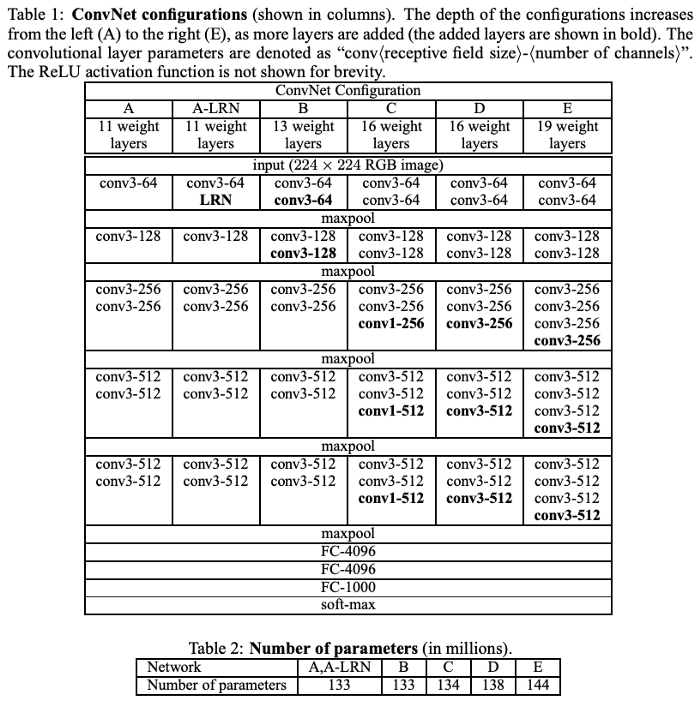 Table 1: ConvNet configurations (shown in columns). The depth of the configurations increases
from the left (A) to the right (E), as more layers are added (the added layers are shown in bold). The
convolutional layer parameters are denoted as “conv⟨receptive field size⟩-⟨number of channels⟩”.
The ReLU activation function is not shown for brevity.
ConvNet Configuration
A A-LRN B C D E
11 weight 11 weight 13 weight 16 weight 16 weight 19 weight
layers layers layers layers layers layers
input (224 × 224 RGB image)
conv3-64 conv3-64 conv3-64 conv3-64 conv3-64 conv3-64
LRN conv3-64 conv3-64 conv3-64 conv3-64
maxpool
conv3-128 conv3-128 conv3-128 conv3-128 conv3-128 conv3-128
conv3-128 conv3-128 conv3-128 conv3-128
maxpool
conv3-256 conv3-256 conv3-256 conv3-256 conv3-256 conv3-256
conv3-256 conv3-256 conv3-256 conv3-256 conv3-256 conv3-256
conv1-256 conv3-256 conv3-256
conv3-256
maxpool
conv3-512 conv3-512 conv3-512 conv3-512 conv3-512 conv3-512
conv3-512 conv3-512 conv3-512 conv3-512 conv3-512 conv3-512
conv1-512 conv3-512 conv3-512
conv3-512
maxpool
conv3-512 conv3-512 conv3-512 conv3-512 conv3-512 conv3-512
conv3-512 conv3-512 conv3-512 conv3-512 conv3-512 conv3-512
conv1-512 conv3-512 conv3-512
conv3-512
maxpool
FC-4096
FC-4096
FC-1000
soft-max
Table 2: Number of parameters (in millions).
Network A,A-LRN B C D E
Number of parameters 133 133 134 138 144